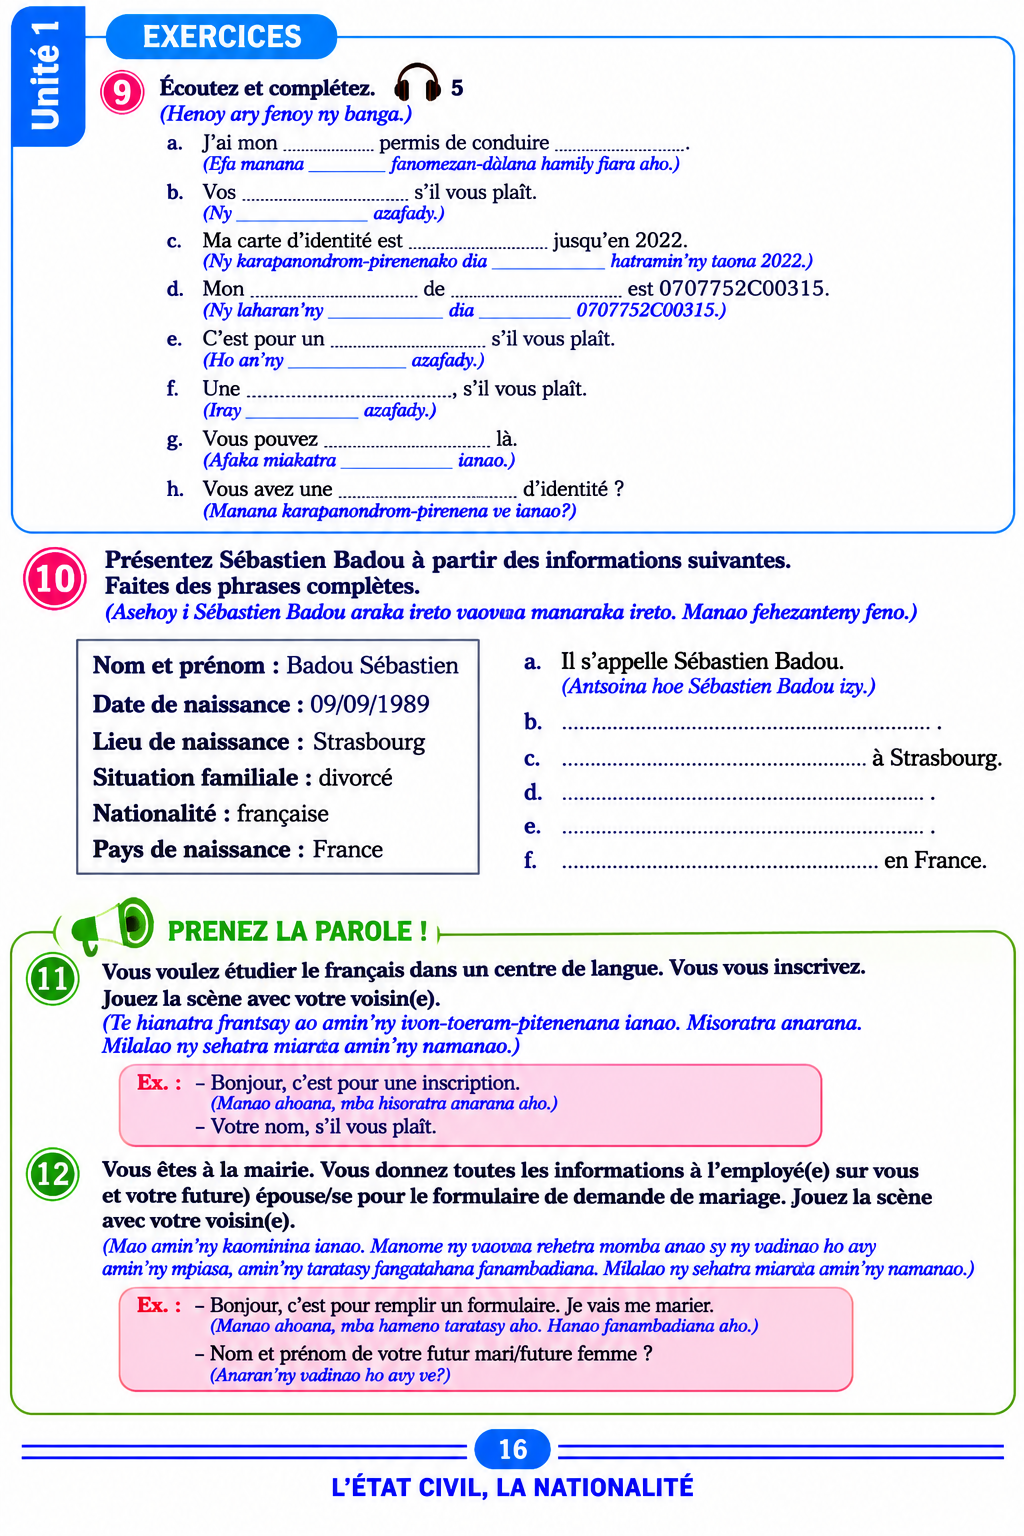 Unité 1
EXERCICES
9 Écoutez et complétez. 5
(Henoy ary fenoy ny banga.)
a. J'ai mon .................... permis de conduire .............................
(Efa manana ________ fanomezan-dàlana hamily fiara aho.)
b. Vos .................................... s'il vous plaît.
(Ny ______________ azafady.)
c. Ma carte d'identité est .............................. jusqu'en 2022.
(Ny karapanondrom-pirenenako dia ____________ hatramin'ny taona 2022.)
d. Mon .................................... de .................................... est 0707752C00315.
(Ny laharan'ny ____________ dia __________ 0707752C00315.)
e. C'est pour un .................................. s'il vous plaît.
(Ho an'ny ____________ azafady.)
f. Une ...................................., s'il vous plaît.
(Iray ____________ azafady.)
g. Vous pouvez .................................... là.
(Afaka miakatra ____________ ianao.)
h. Vous avez une ...................................... d'identité ?
(Manana karapanondrom-pirenena ve ianao?)
10 Présentez Sébastien Badou à partir des informations suivantes.
Faites des phrases complètes.
(Asehoy i Sébastien Badou araka ireto manaraka ireto. Manao fehezanteny feno.)
Nom et prénom : Badou Sébastien
Date de naissance : 09/09/1989
Lieu de naissance : Strasbourg
Situation familiale : divorcé
Nationalité : française
Pays de naissance : France
a. Il s'appelle Sébastien Badou.
(Antsoina hoe Sébastien Badou izy.)
b. ................................................................ .
c. ...................................................... à Strasbourg.
d. ................................................................ .
e. ................................................................ .
f. ........................................................ en France.
PRENEZ LA PAROLE !
11 Vous voulez étudier le français dans un centre de langue. Vous vous inscrivez.
Jouez la scène avec votre voisin(e).
(Te hianatra frantsay ao amin'ny ivon-toeram-pitenenana ianao. Misoratra anarana.
Milalao ny sehatra amin'ny namanao.)
Ex. : – Bonjour, c'est pour une inscription.
(Manao ahoana, mba hisoratra anarana aho.)
– Votre nom, s'il vous plaît.
12 Vous êtes à la mairie. Vous donnez toutes les informations à l'employé(e) sur vous
et votre future) épouse/se pour le formulaire de demande de mariage. Jouez la scène
avec votre voisin(e).
(Mao amin'ny kaominina ianao. Manome ny rehetra momba anao sy ny vadinao ho avy
amin'ny mpiasa, amin'ny taratasy fangatahana fanambadiana. Milalao ny sehatra amin'ny namanao.)
Ex. : – Bonjour, c'est pour remplir un formulaire. Je vais me marier.
(Manao ahoana, mba hameno taratasy aho. Hanao fanambadiana aho.)
– Nom et prénom de votre futur mari/future femme ?
(Anaran'ny vadinao ho avy ve?)
16
L'ÉTAT CIVIL, LA NATIONALITÉ